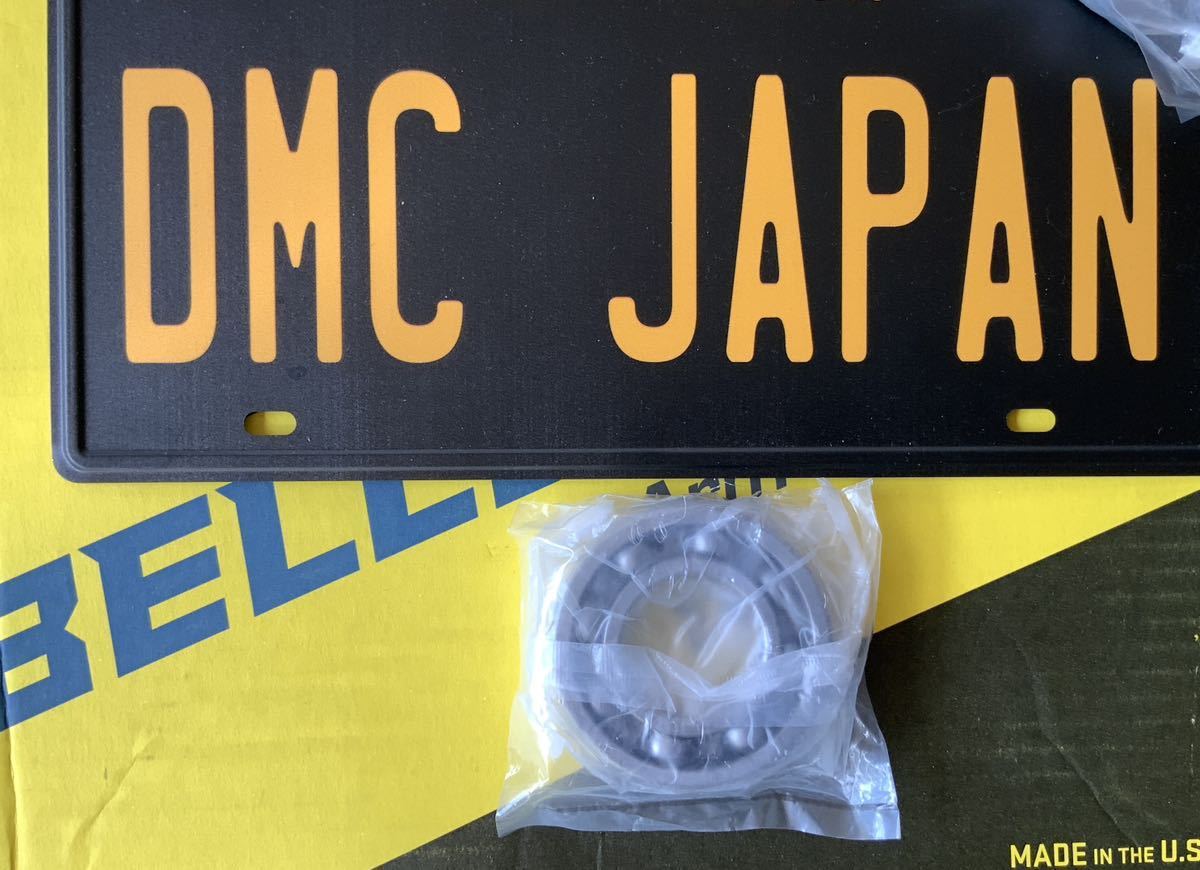 DMC JAPAN
BELL
MADE IN THE U.S